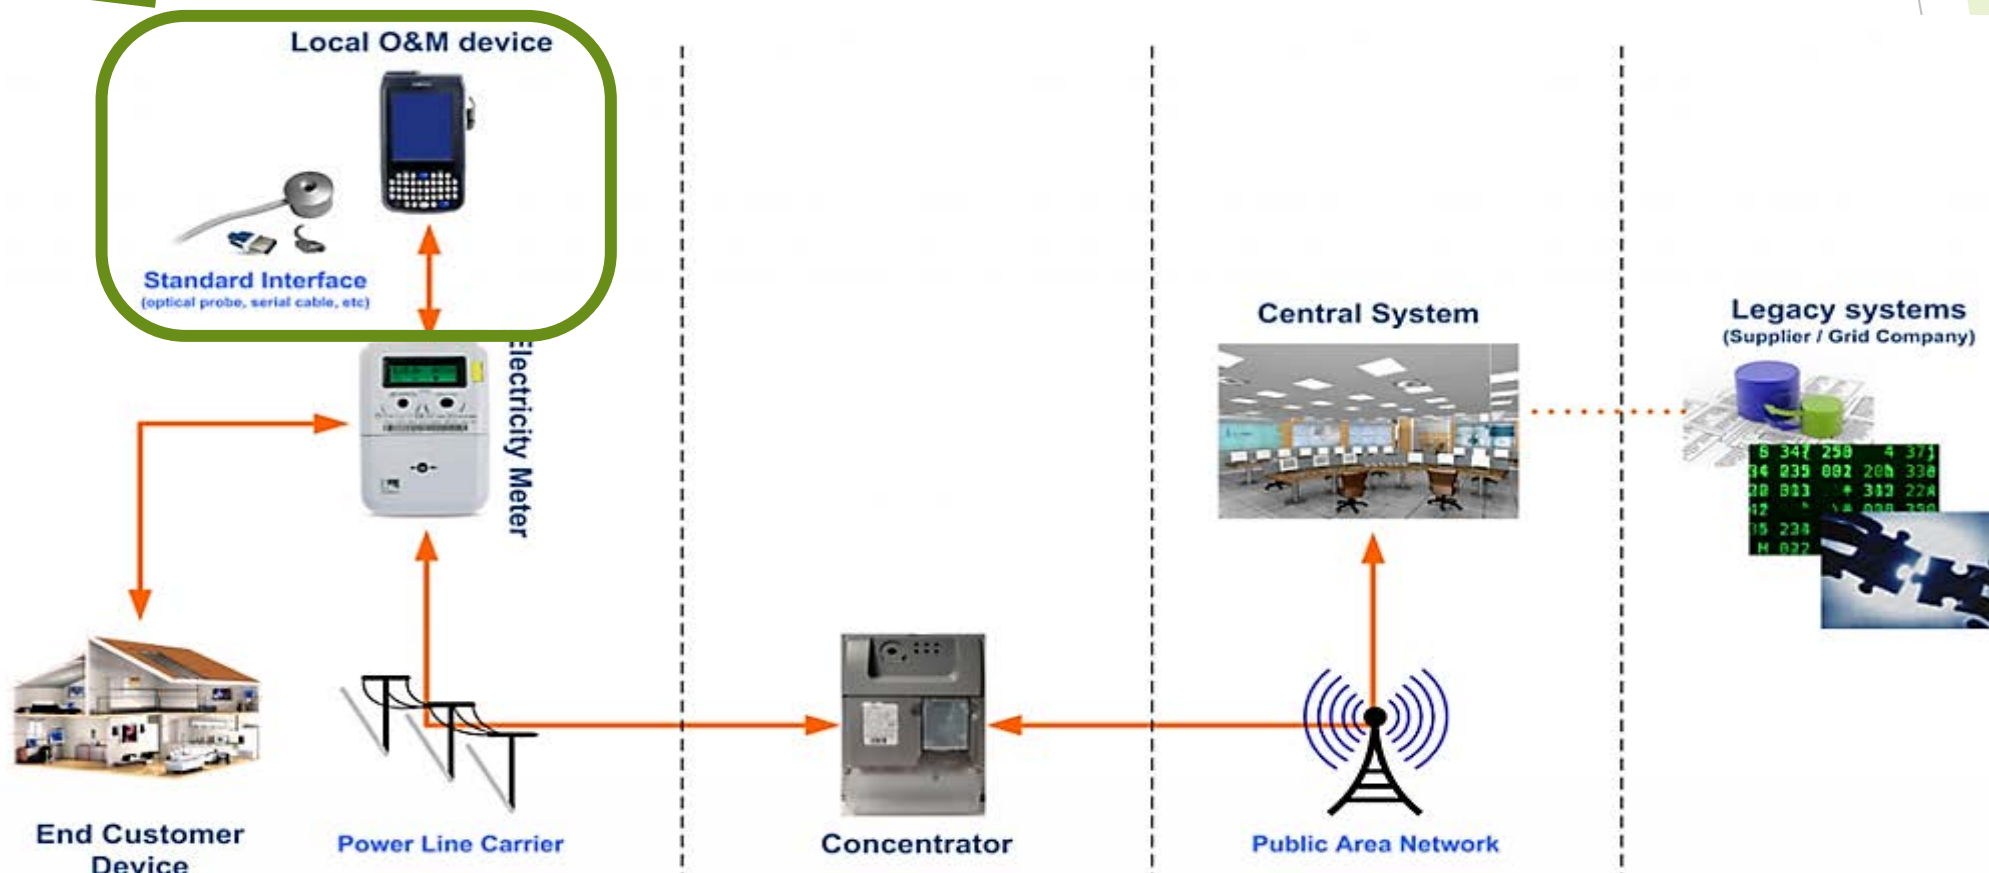 Local O&M device
Standard Interface
(optical probe, serial cable, etc)
Electricity Meter
End Customer
Device
Power Line Carrier
Concentrator
Central System
Public Area Network
Legacy systems
(Supplier / Grid Company)